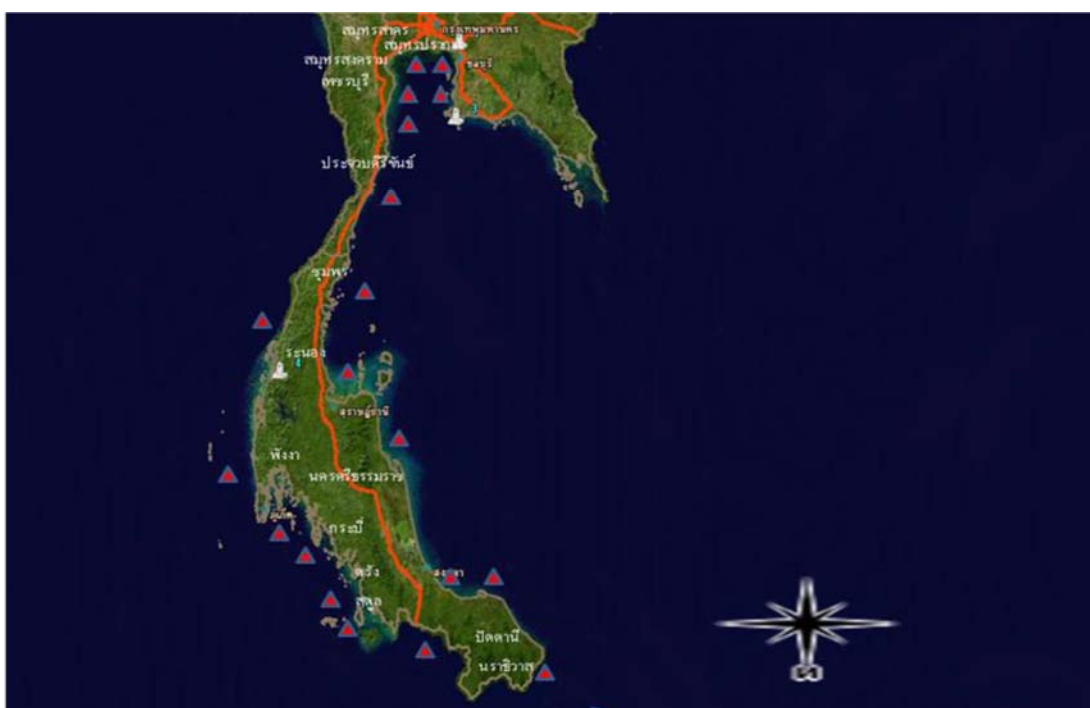 สมุทรสาคร
กรุงเทพมหานคร
สมุทรปราการ
สมุทรสงคราม
ชลบุรี
เพชรบุรี
3
ประจวบคีรีขันธ์
ชุมพร
ระนอง
4
สุราษฎร์ธานี
พังงา
นครศรีธรรมราช
ภูเก็ต
กระบี่
ตรัง
สตูล
ปัตตานี
นราธิวาส